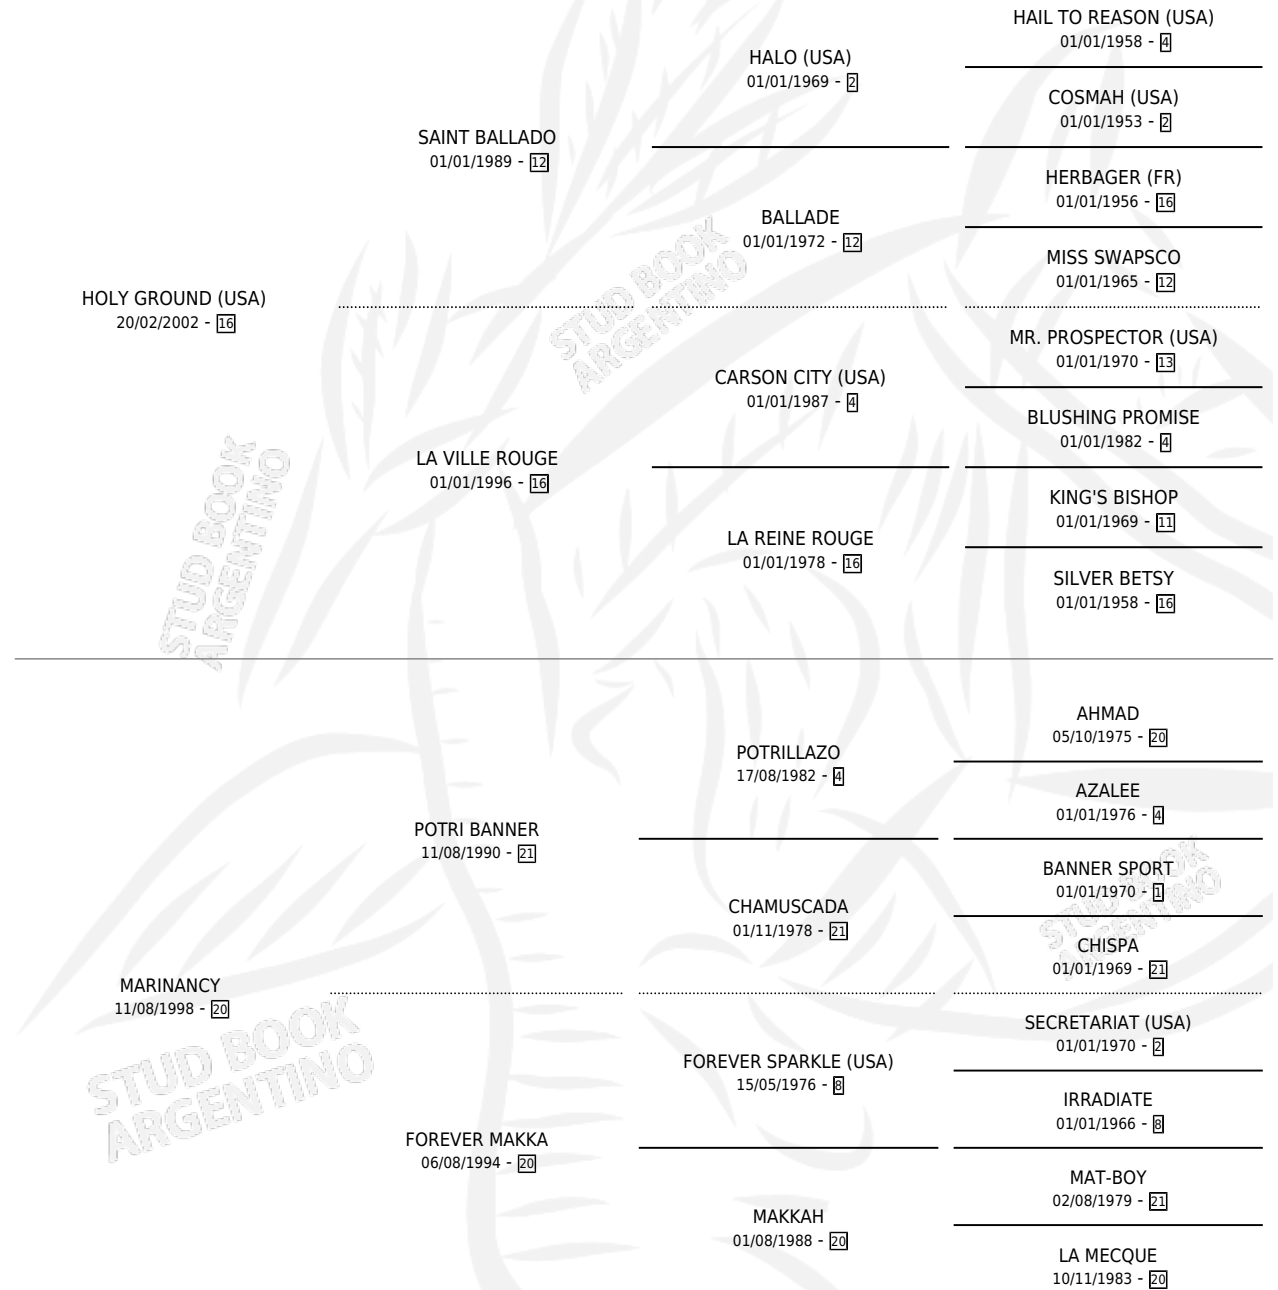 HAIL TO REASON (USA)
01/01/1958 - 4
HALO (USA)
01/01/1969 - 2
COSMAH (USA)
01/01/1953 - 2
SAINT BALLADO
01/01/1989 - 12
HERBAGER (FR)
01/01/1956 - 16
BALLADE
01/01/1972 - 12
MISS SWAPSCO
01/01/1965 - 12
HOLY GROUND (USA)
20/02/2002 - 16
STUD BOOK
ARGENTINO
MR. PROSPECTOR (USA)
01/01/1970 - 13
CARSON CITY (USA)
01/01/1987 - 4
BLUSHING PROMISE
01/01/1982 - 4
LA VILLE ROUGE
01/01/1996 - 16
KING'S BISHOP
01/01/1969 - 11
LA REINE ROUGE
01/01/1978 - 16
SILVER BETSY
01/01/1958 - 16
STUD BOOK
ARGENTINO
AHMAD
05/10/1975 - 20
POTRILLAZO
17/08/1982 - 4
AZALEE
01/01/1976 - 4
POTRI BANNER
11/08/1990 - 21
BANNER SPORT
01/01/1970 - 1
CHAMUSCADA
01/11/1978 - 21
STUD BOOK
ARGENTINO
CHISPA
01/01/1969 - 21
MARINANCY
11/08/1998 - 20
SECRETARIAT (USA)
01/01/1970 - 2
STUD BOOK
ARGENTINO
FOREVER SPARKLE (USA)
15/05/1976 - 8
IRRADIATE
01/01/1966 - 8
FOREVER MAKKA
06/08/1994 - 20
MAT-BOY
02/08/1979 - 21
MAKKAH
01/08/1988 - 20
LA MECQUE
10/11/1983 - 20